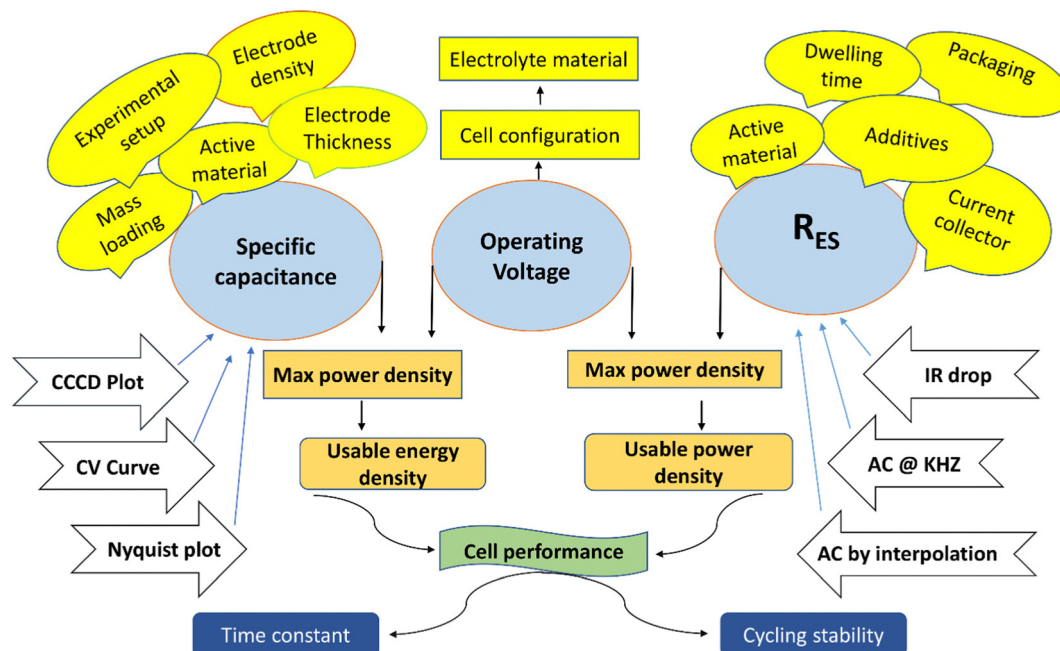 Electrode
density
Experimental
setup
Electrode
Thickness
Active
material
Mass
loading
Specific
capacitance
Electrolyte material
Cell configuration
Operating
Voltage
Dwelling
time
Packaging
Active
material
Additives
Current
collector
R_ES
CCCD Plot
CV Curve
Nyquist plot
Max power density
Usable energy
density
Max power density
Usable power
density
IR drop
AC @ KHZ
AC by interpolation
Cell performance
Time constant
Cycling stability